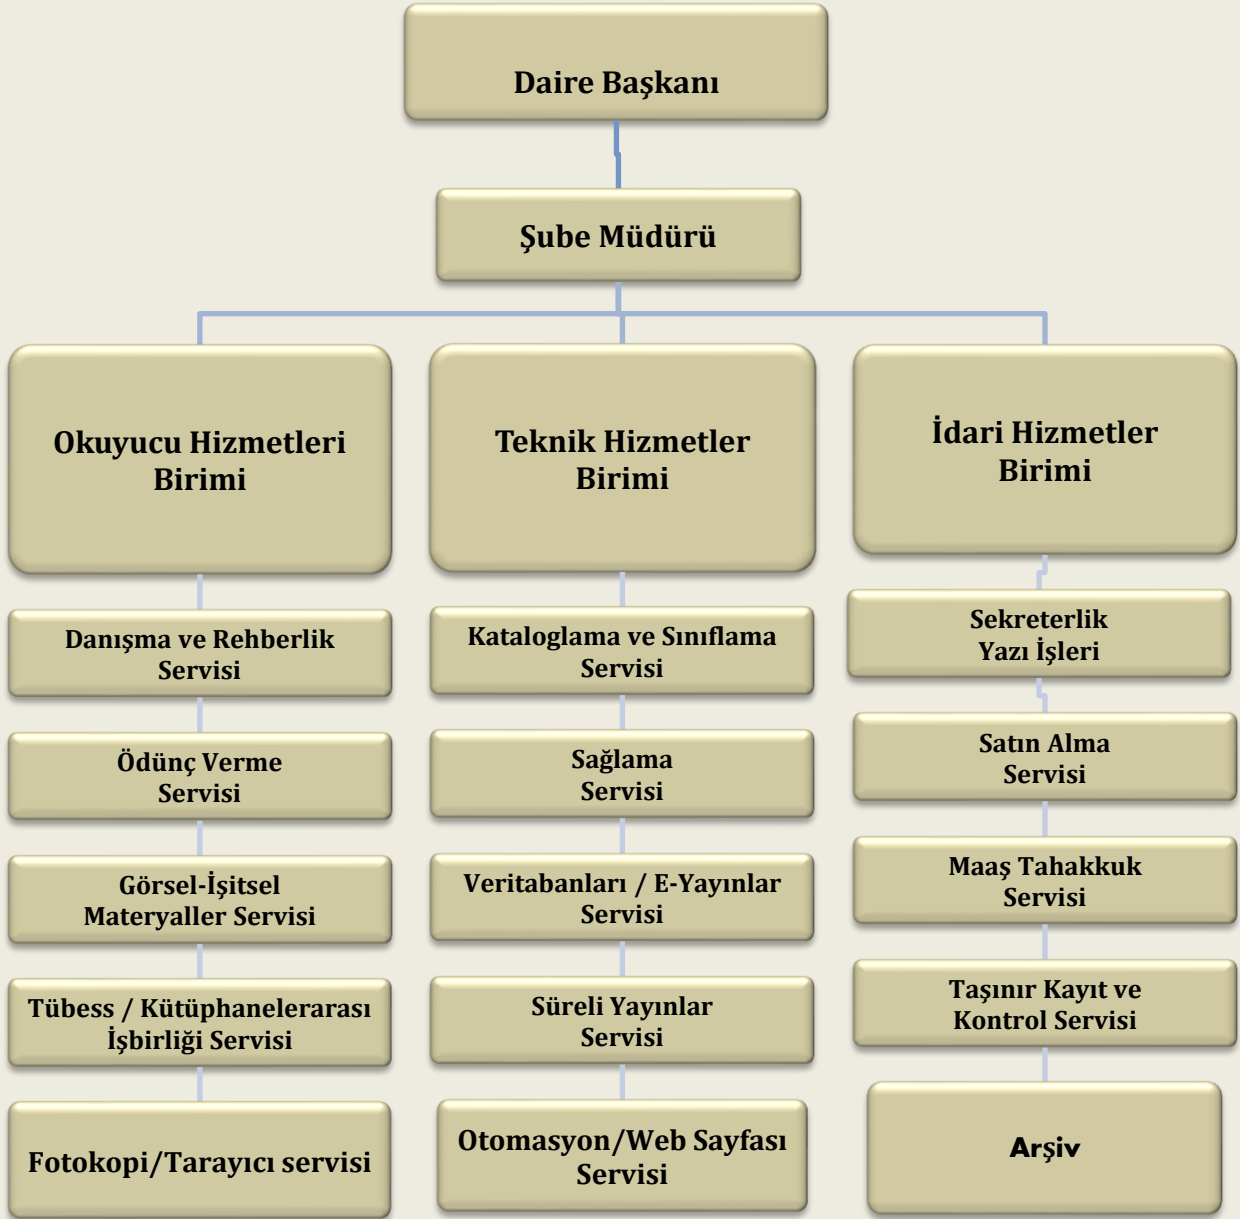 Daire Başkanı
Şube Müdürü
Okuyucu Hizmetleri
Birimi
Teknik Hizmetler
Birimi
İdari Hizmetler
Birimi
Danışma ve Rehberlik
Servisi
Kataloglama ve Sınıflama
Servisi
Sekreterlik
Yazı İşleri
Ödünç Verme
Servisi
Sağlama
Servisi
Satın Alma
Servisi
Görsel-İşitsel
Materyaller Servisi
Veritabanları / E-Yayınlar
Servisi
Maaş Tahakkuk
Servisi
Tübess / Kütüphanelerarası
İşbirliği Servisi
Süreli Yayınlar
Servisi
Taşınır Kayıt ve
Kontrol Servisi
Fotokopi/Tarayıcı servisi
Otomasyon/Web Sayfası
Servisi
Arşiv